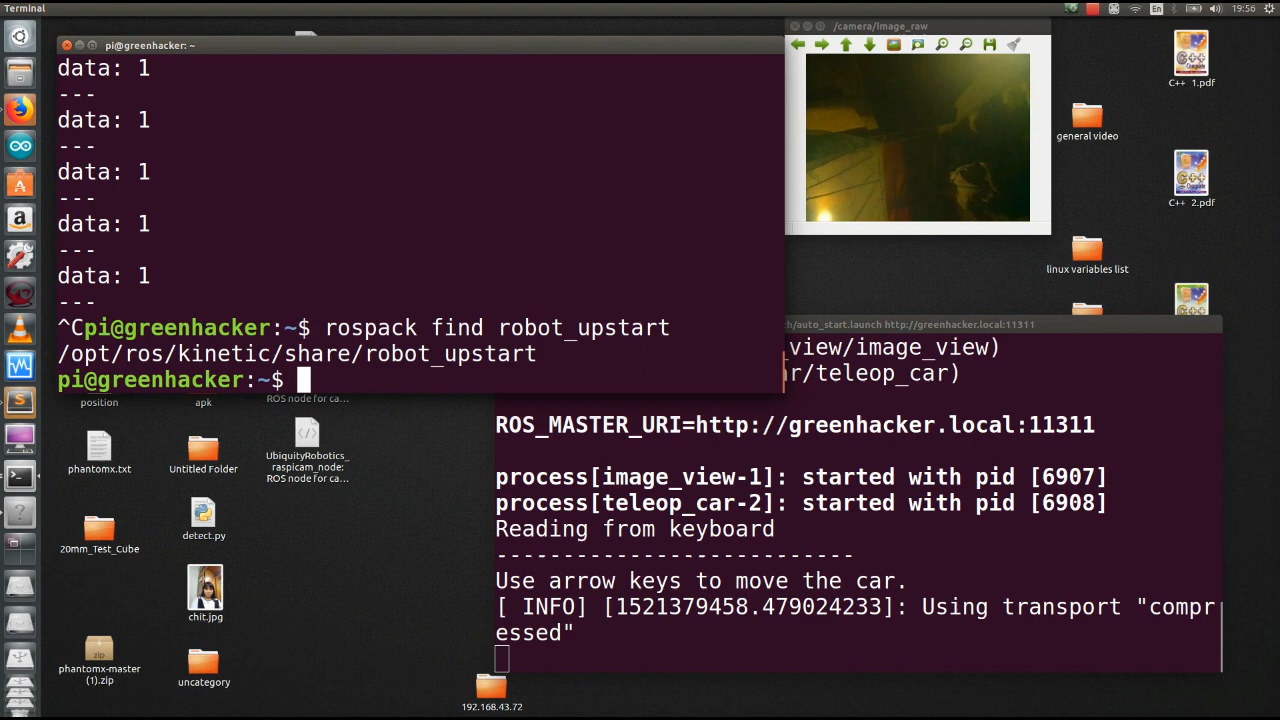 Terminal
En
19:56
pi@greenhacker: ~
data: 1
---
data: 1
---
data: 1
---
data: 1
---
data: 1
---
^Cpi@greenhacker:~$ rospack find robot_upstart
/opt/ros/kinetic/share/robot_upstart
pi@greenhacker:~$
/camera/image_raw
C++ 1.pdf
general video
C++ 2.pdf
linux variables list
h/auto_start.launch http://greenhacker.local:11311
_view/image_view)
r/teleop_car)
ROS_MASTER_URI=http://greenhacker.local:11311
process[image_view-1]: started with pid [6907]
process[teleop_car-2]: started with pid [6908]
Reading from keyboard
---------------------------
Use arrow keys to move the car.
[ INFO] [1521379458.479024233]: Using transport "compr
essed"
position
apk
ROS node for ca...
phantomx.txt
Untitled Folder
UbiquityRobotics_
raspicam_node:
ROS node for ca...
20mm_Test_Cube
detect.py
chit.jpg
zip
phantomx-master
(1).zip
uncategory
192.168.43.72